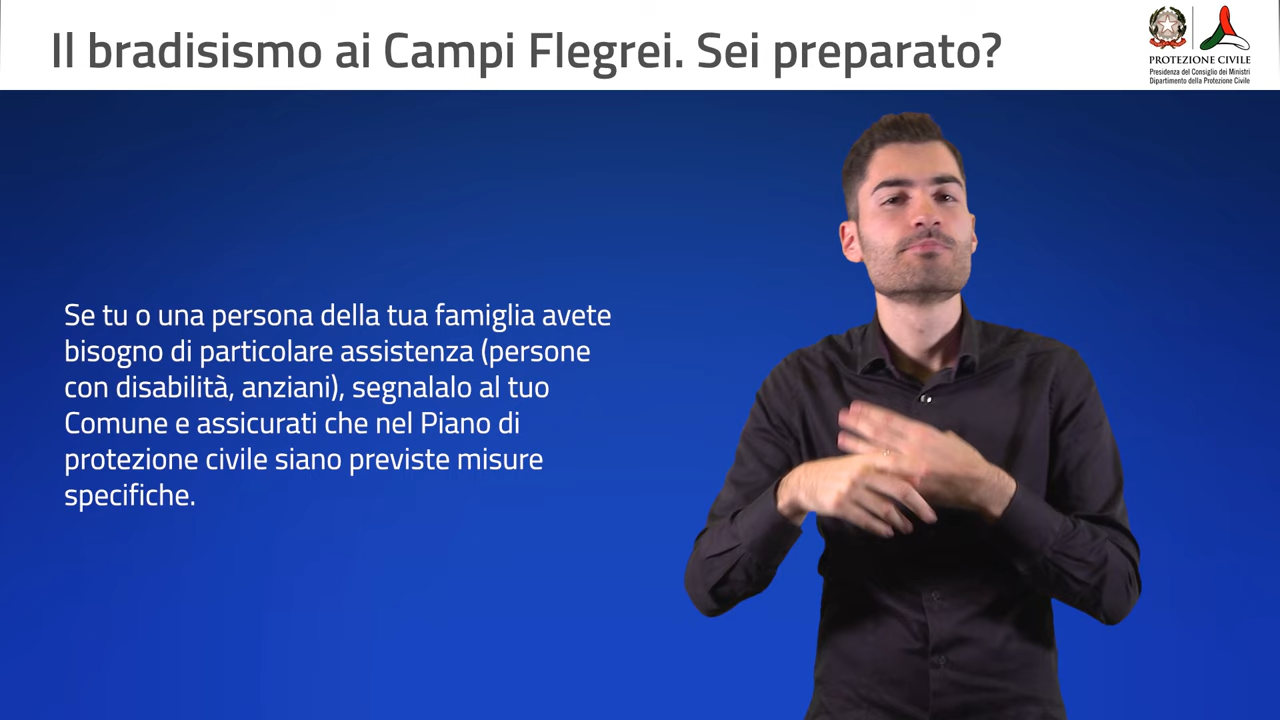 Il bradisismo ai Campi Flegrei. Sei preparato?
PROTEZIONE CIVILE
Presidenza del Consiglio dei Ministri
Dipartimento della Protezione Civile
Se tu o una persona della tua famiglia avete
bisogno di particolare assistenza (persone
con disabilità, anziani), segnalalo al tuo
Comune e assicurati che nel Piano di
protezione civile siano previste misure
specifiche.